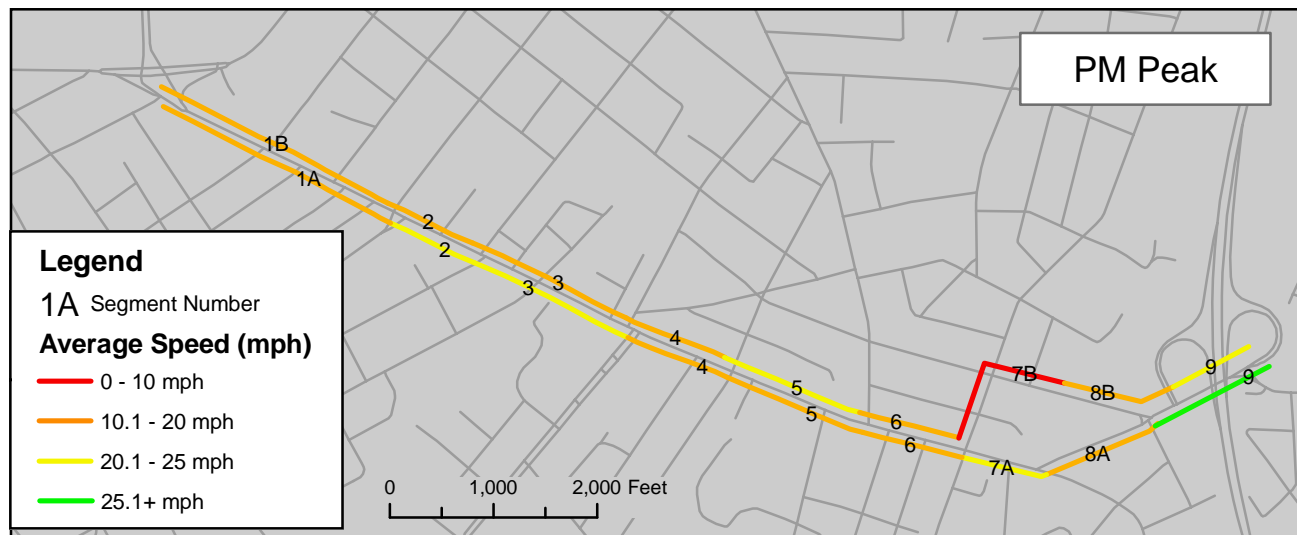 PM Peak
1B
1A
2
2
3
3
4
4
5
5
6
6
7B
7A
8B
8A
9
9
Legend
1A Segment Number
Average Speed (mph)
0 - 10 mph
10.1 - 20 mph
20.1 - 25 mph
25.1+ mph
0 1,000 2,000 Feet